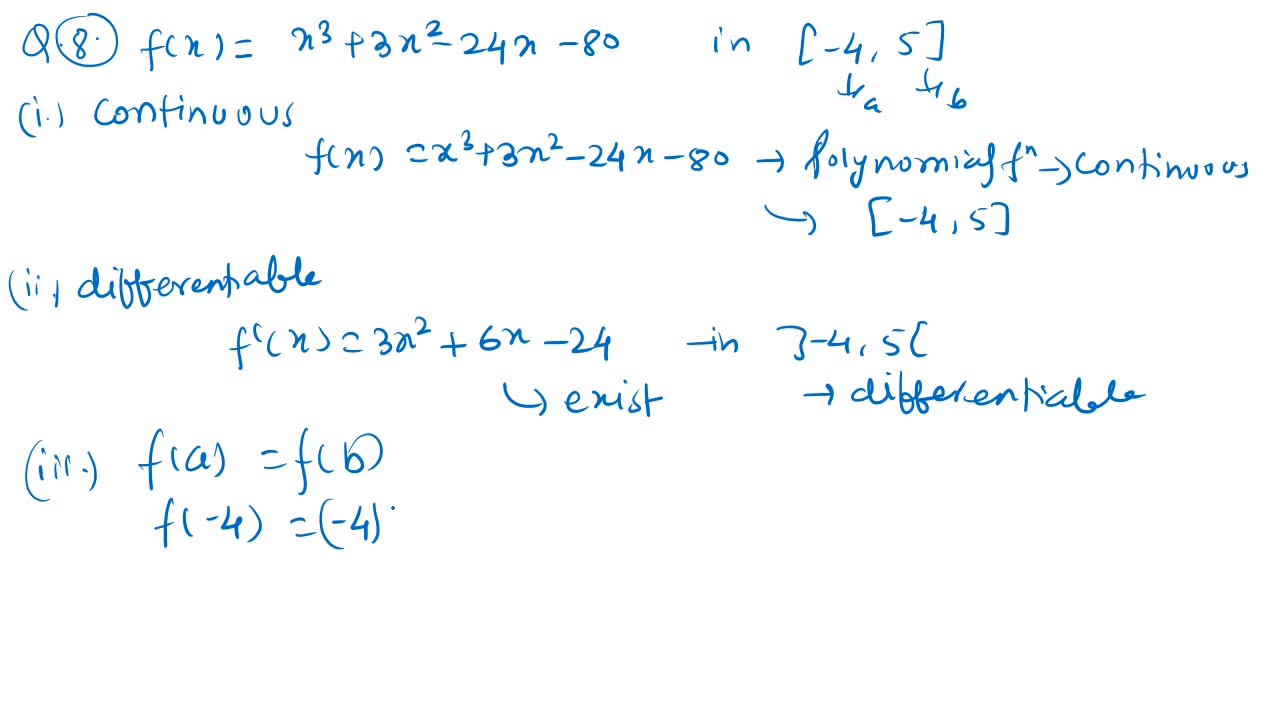 Q.8. f(x) = x³+3x²-24x-80 in [-4, 5]
↳a ↳b
(i.) continuous
f(x) = x³+3x²-24x-80 → polynomial fⁿ → continuous
↳ [-4, 5]
(ii) differentiable
f'(x) = 3x² + 6x - 24 - in ]-4, 5[
↳ exist → differentiable
(iii.) f(a) = f(b)
f(-4) = (-4)